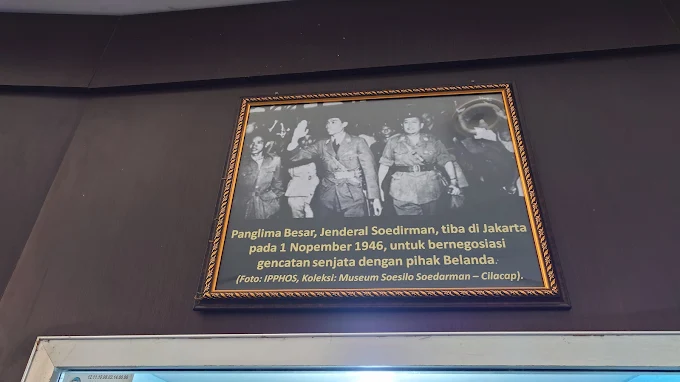 Panglima Besar, Jenderal Soedirman, tiba di Jakarta
pada 1 Nopember 1946, untuk bernegosiasi
gencatan senjata dengan pihak Belanda.
(Foto: IPPHOS, Koleksi: Museum Soesilo Soedarman – Cilacap).